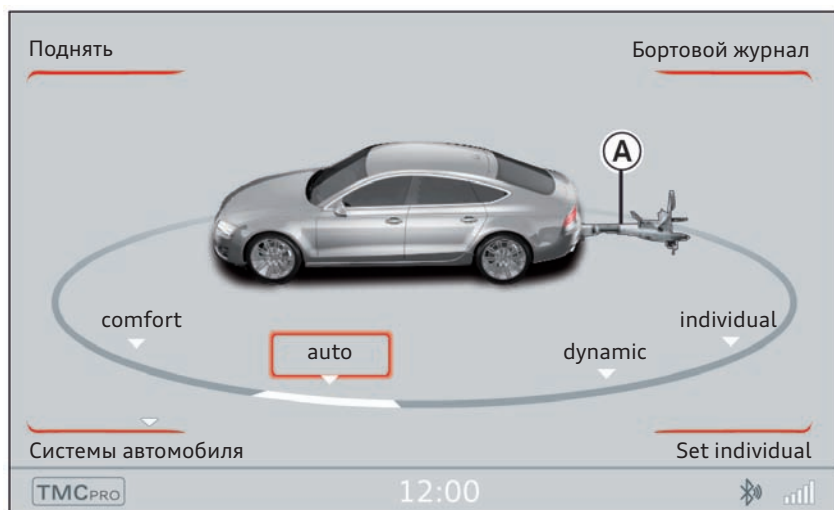 Поднять
Бортовой журнал
A
comfort
individual
auto
dynamic
Системы автомобиля
Set individual
TMCPRO
12:00